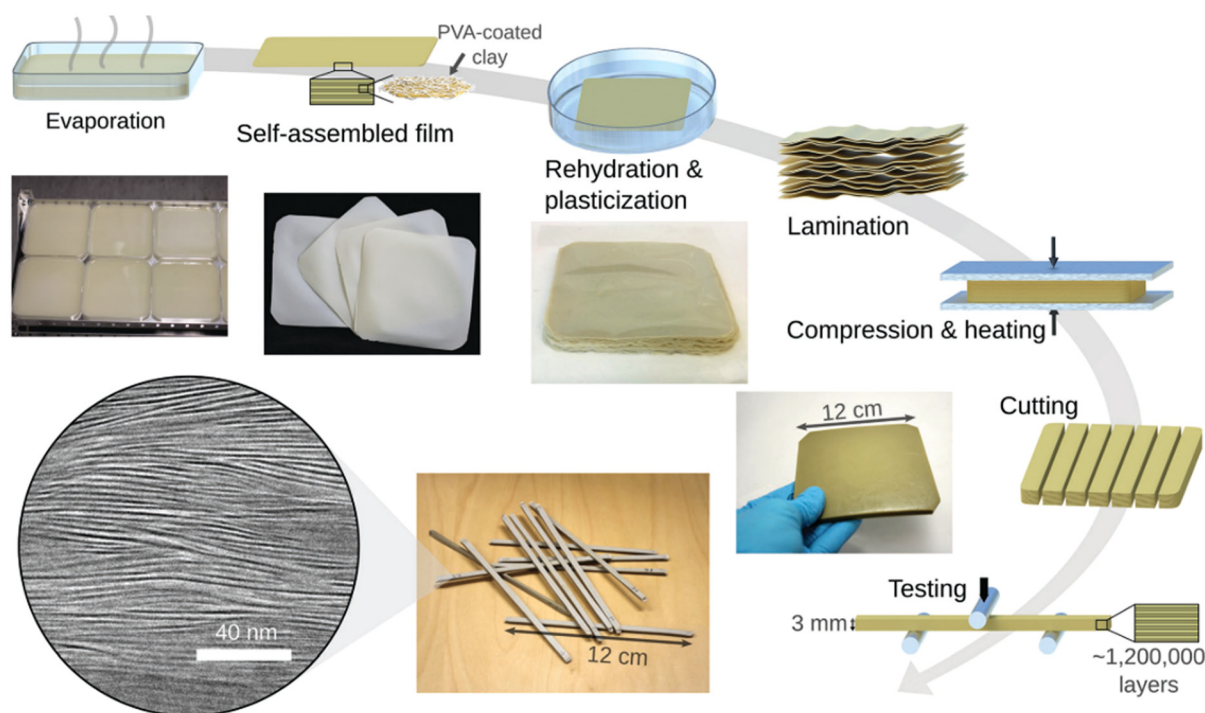 PVA-coated
clay
Evaporation
Self-assembled film
Rehydration &
plasticization
Lamination
Compression & heating
12 cm
Cutting
40 nm
12 cm
Testing
3 mm
~1,200,000
layers